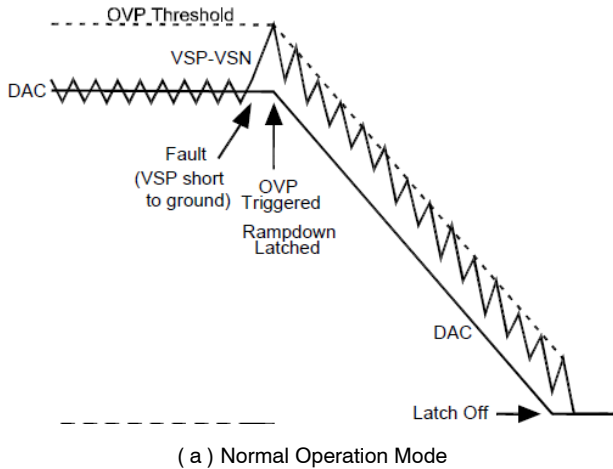 OVP Threshold
VSP-VSN
DAC
Fault
(VSP short
to ground)
OVP
Triggered
Rampdown
Latched
DAC
Latch Off
( a ) Normal Operation Mode